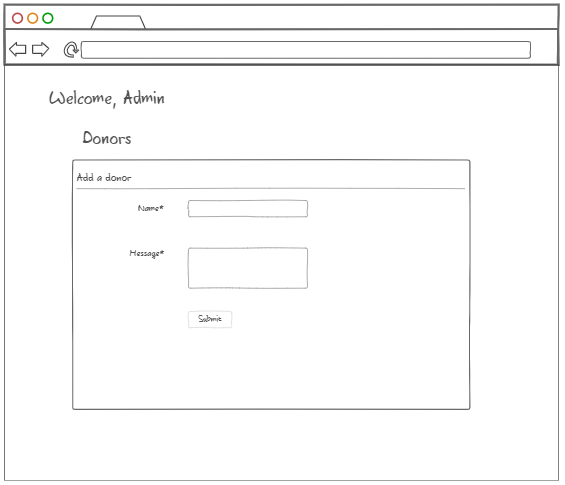 Welcome, Admin
Donors
Add a donor
Name*
Message*
Submit